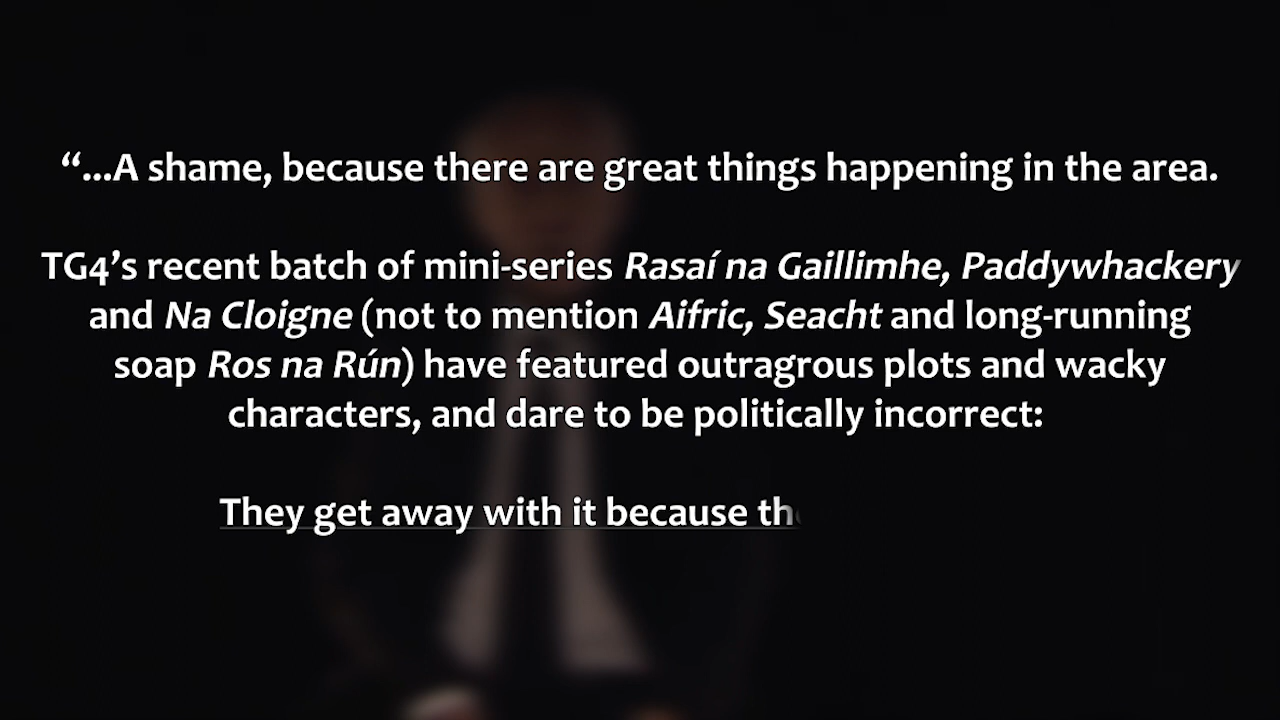 “...A shame, because there are great things happening in the area.
TG4’s recent batch of mini-series Rasaí na Gaillimhe, Paddywhackery
and Na Cloigne (not to mention Aifric, Seacht and long-running
soap Ros na Rún) have featured outragrous plots and wacky
characters, and dare to be politically incorrect:
They get away with it because